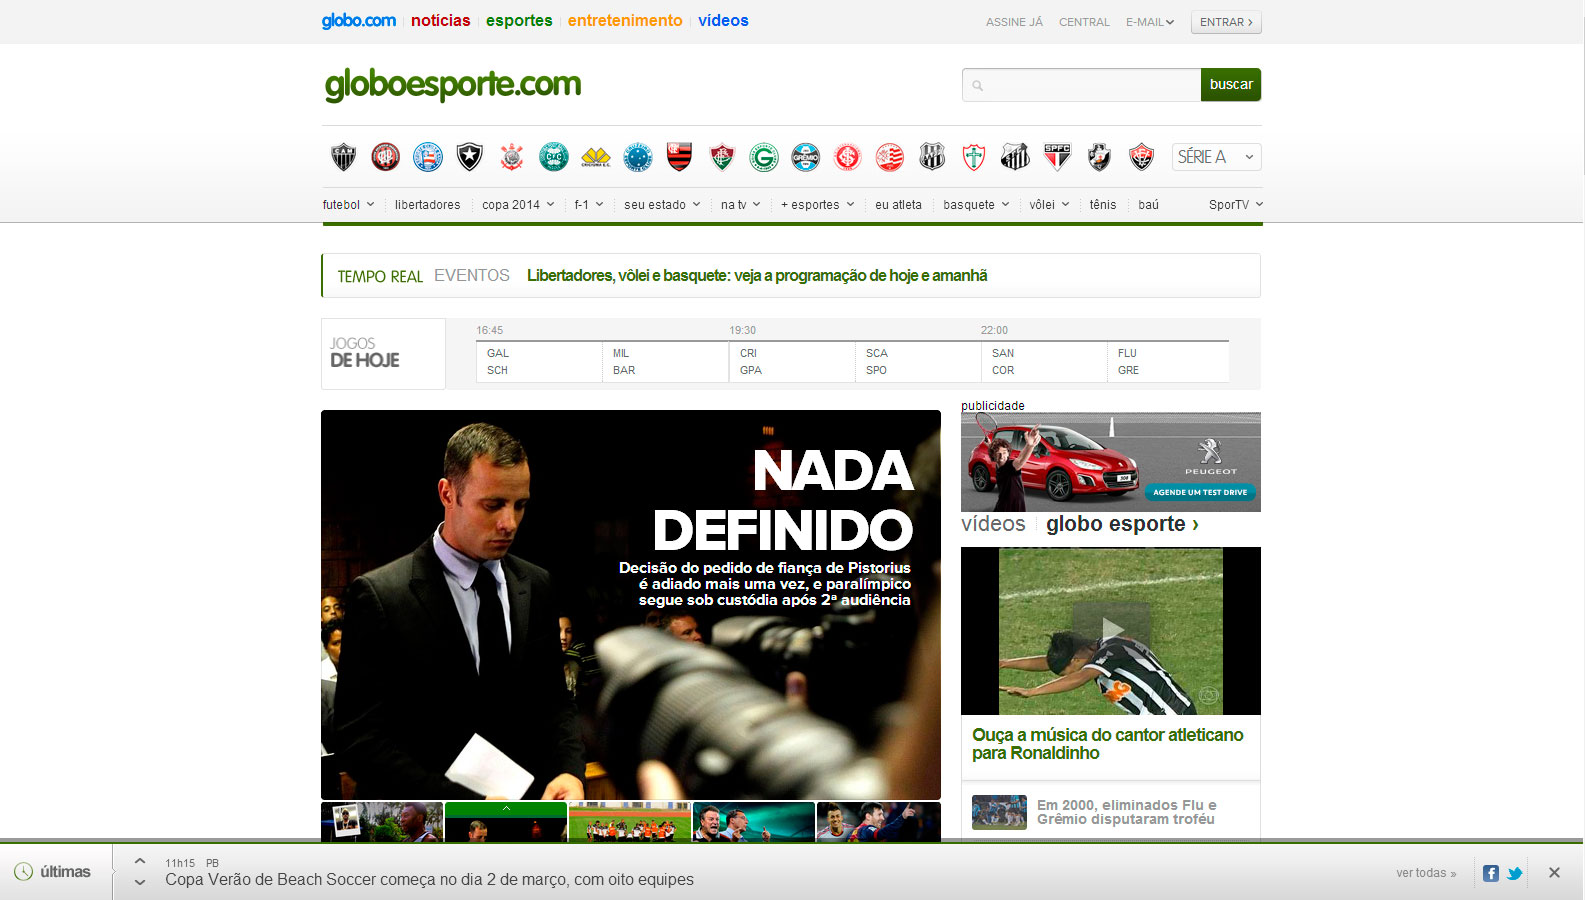 globo.com notícias esportes entretenimento vídeos ASSINE JÁ CENTRAL E-MAIL ENTRAR ›
globoesporte.com buscar
SÉRIE A
futebol libertadores copa 2014 f-1 seu estado na tv + esportes eu atleta basquete vôlei tênis baú SporTV
TEMPO REAL EVENTOS Libertadores, vôlei e basquete: veja a programação de hoje e amanhã
JOGOS
DE HOJE
16:45 19:30 22:00
GAL MIL CRI SCA SAN FLU
SCH BAR GPA SPO COR GRE
NADA
DEFINIDO
Decisão do pedido de fiança de Pistorius
é adiado mais uma vez, e paralímpico
segue sob custódia após 2ª audiência
publicidade
PEUGEOT
AGENDE UM TEST DRIVE
vídeos globo esporte ›
Ouça a música do cantor atleticano
para Ronaldinho
Em 2000, eliminados Flu e
Grêmio disputaram troféu
últimas
11h15 PB
Copa Verão de Beach Soccer começa no dia 2 de março, com oito equipes
ver todas »